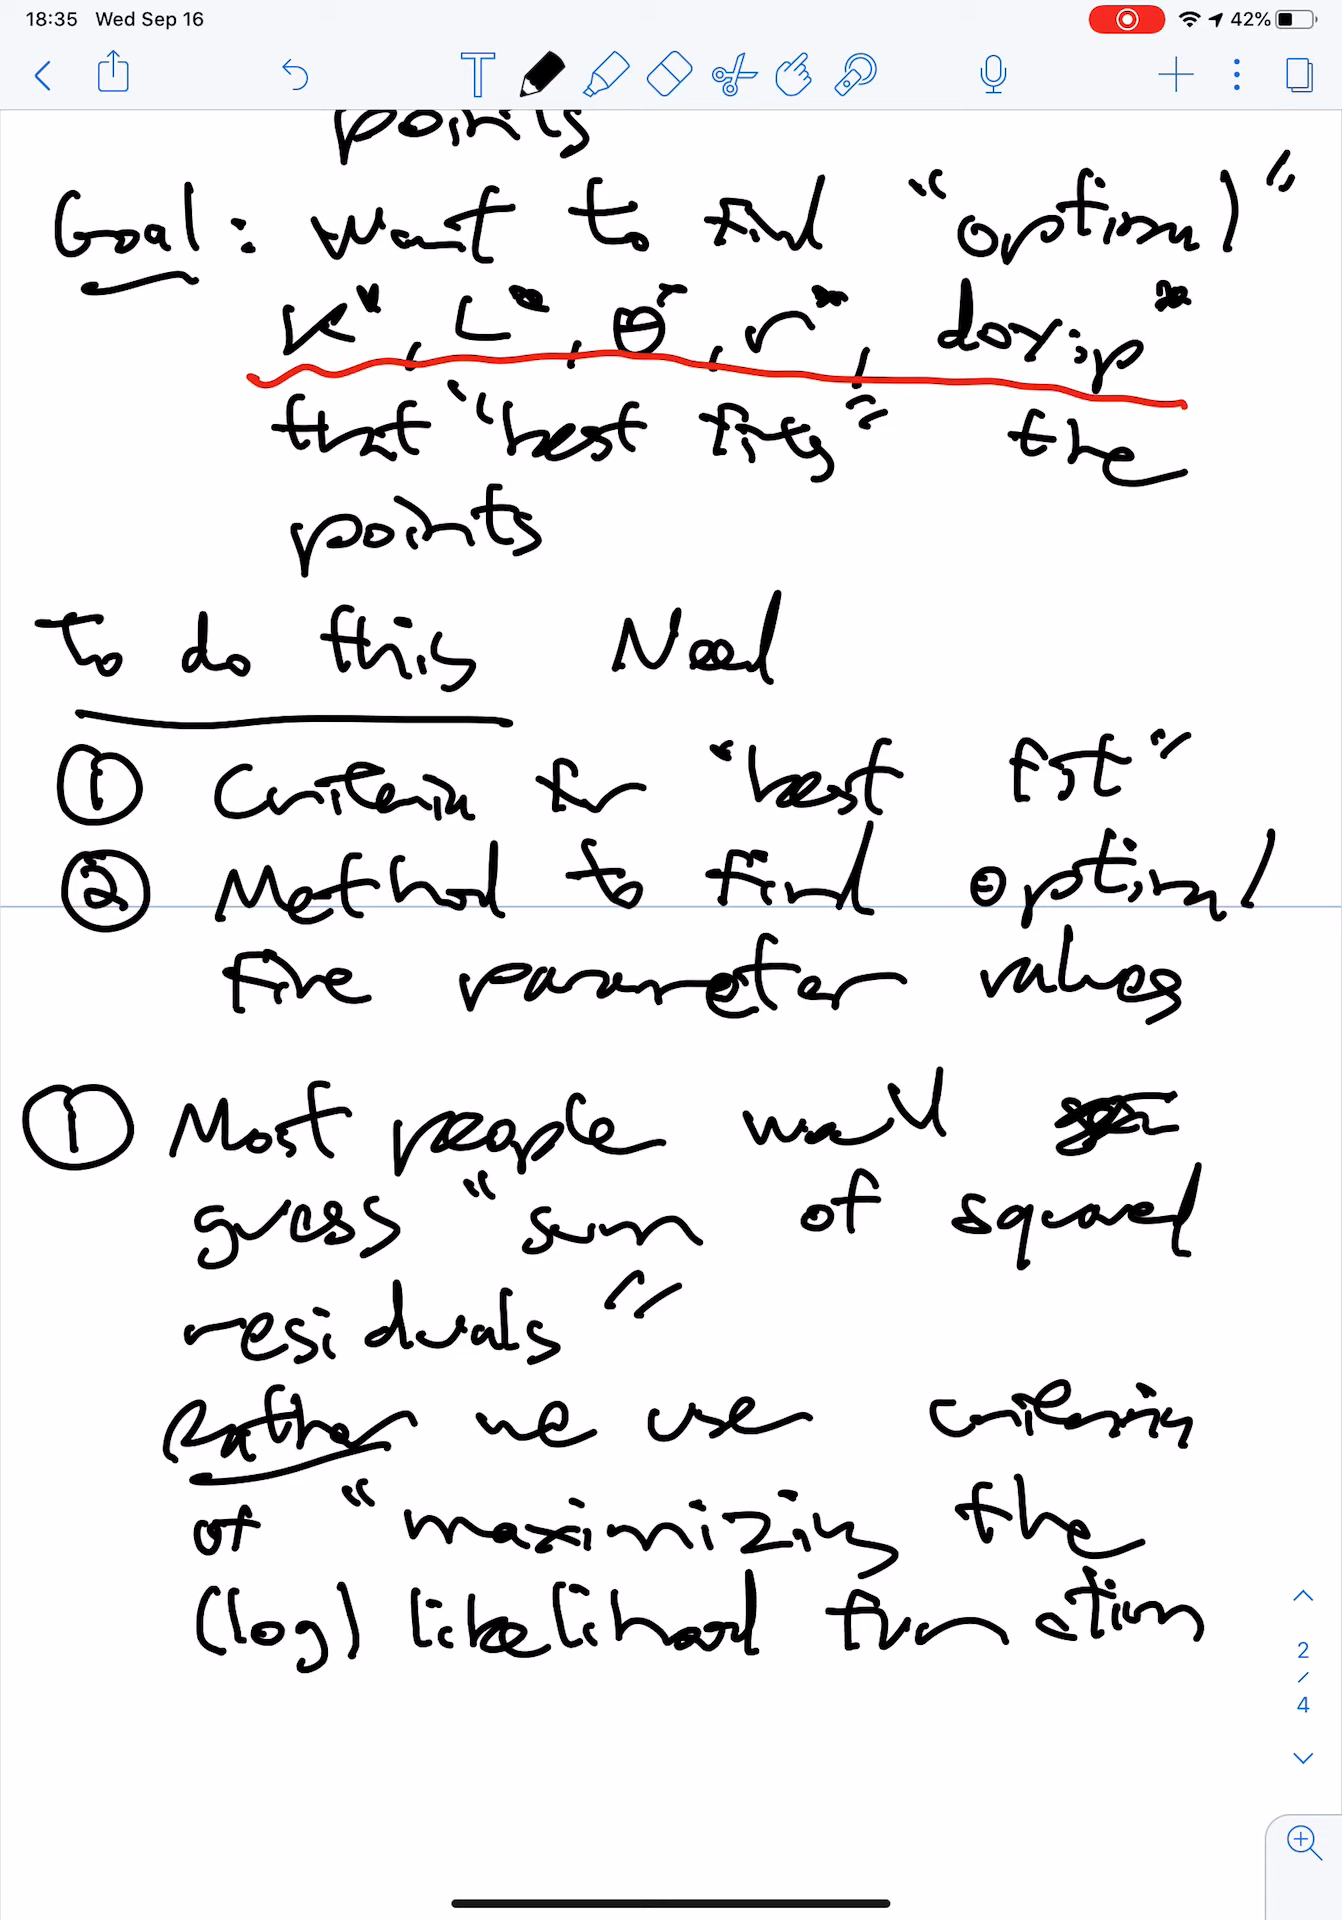 18:35 Wed Sep 16 42%
points
Goal: want to find "optimal"
K*, L*, θ*, r*,
that "best fits" the
points
To do this Need
① Criteria for "best fit"
② Method to find optimal
five parameter values
① Most people would
guess "sum of squared
residuals"
Rather we use criteria
of "maximizing the
(log) likelihood function
2
/
4